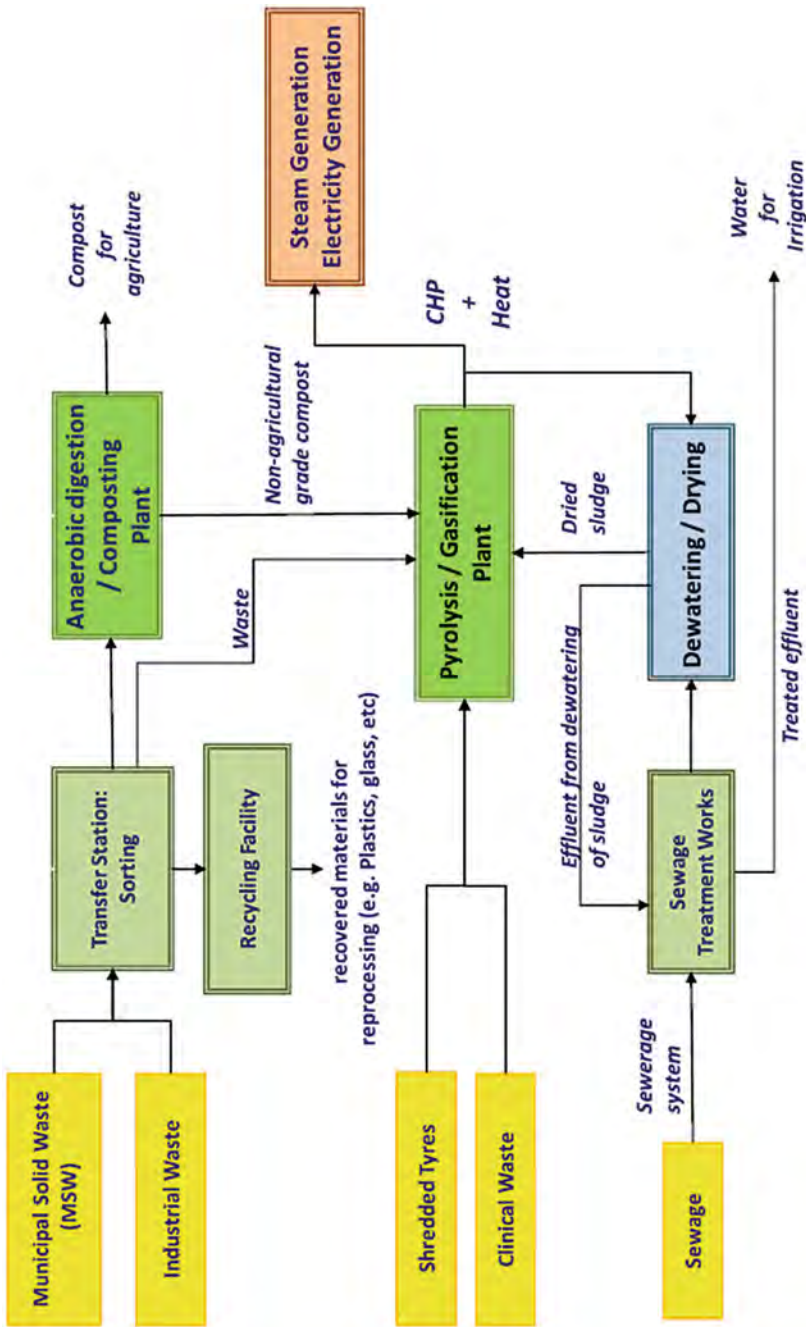 Municipal Solid Waste
(MSW)
Industrial Waste
Transfer Station:
Sorting
Recycling Facility
recovered materials for
reprocessing (e.g. Plastics, glass, etc)
Anaerobic digestion
/ Composting
Plant
Compost
for
agriculture
Waste
Non-agricultural
grade compost
Shredded Tyres
Clinical Waste
Pyrolysis / Gasification
Plant
Steam Generation
Electricity Generation
CHP
+
Heat
Dried
sludge
Effluent from dewatering
of sludge
Sewage
Sewerage
system
Sewage
Treatment Works
Dewatering / Drying
Treated effluent
Water
for
Irrigation